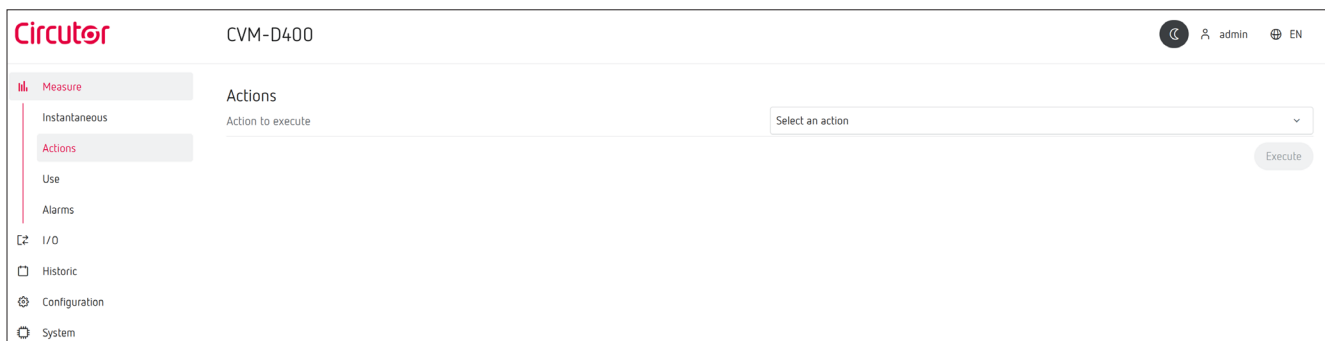 Circutor
CVM-D400
admin
EN
Measure
Instantaneous
Actions
Use
Alarms
I/O
Historic
Configuration
System
Actions
Action to execute
Select an action
Execute